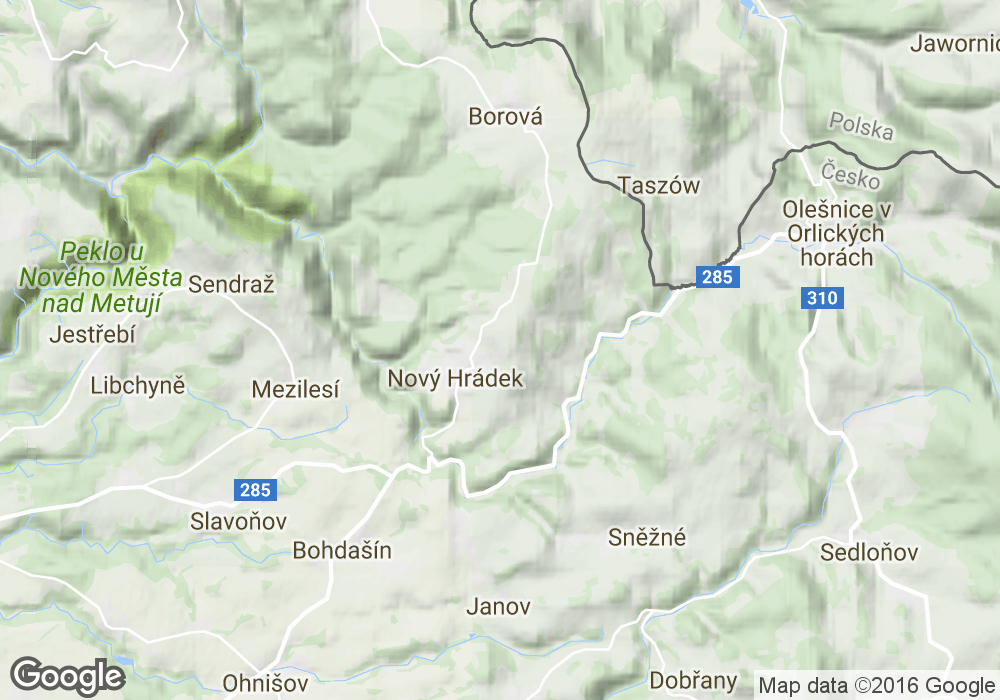 Jawornic
Borová
Polska
Česko
Taszów
Olešnice v
Orlických
horách
Peklo u
Nového Města
nad Metují
Sendraž
285
310
Jestřebí
Libchyně
Mezilesí
Nový Hrádek
285
Slavoňov
Bohdašín
Sněžné
Sedloňov
Janov
Ohnišov
Dobřany
Google
Map data ©2016 Google